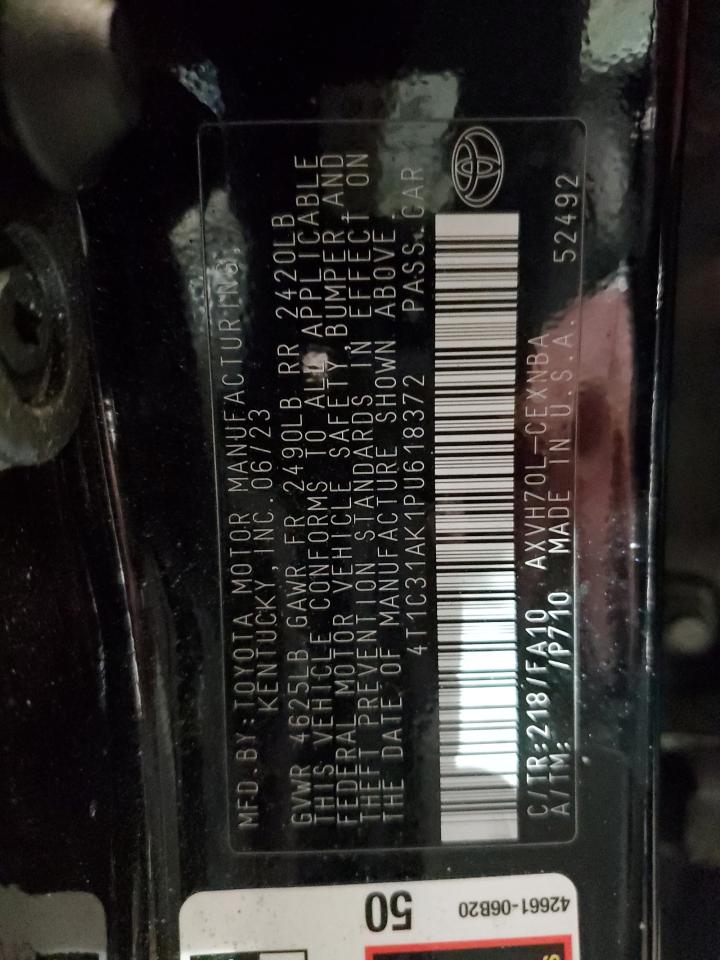 MFD.BY:TOYOTA MOTOR MANUFACTURING,
KENTUCKY,INC. 06/23
GVWR 4625LB GAWR FR 2490LB RR 2420LB
THIS VEHICLE CONFORMS TO ALL APPLICABLE
FEDERAL MOTOR VEHICLE SAFETY,BUMPER,AND
THEFT PREVENTION STANDARDS IN EFFECT ON
THE DATE OF MANUFACTURE SHOWN ABOVE.
4T1C31AK1PU618372 PASS.CAR
C/TR:218//FA10 AXVH70L-CEXNBA
A/TM: /P710 MADE IN U.S.A. 52492
50
42661-06B20